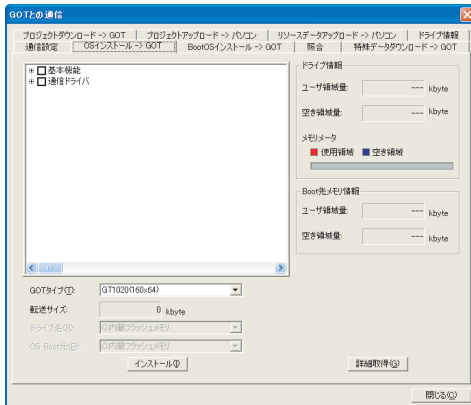 GOTとの通信
プロジェクトダウンロード -> GOT
プロジェクトアップロード -> パソコン
リソースデータアップロード -> パソコン
ドライブ情報
通信設定
OSインストール -> GOT
BootOSインストール -> GOT
照合
特殊データダウンロード -> GOT
基本機能
通信ドライバ
ドライブ情報
ユーザ領域量: --- kbyte
空き領域量: --- kbyte
メモリメータ
使用領域 空き領域
Boot先メモリ情報
ユーザ領域量: --- kbyte
空き領域量: --- kbyte
GOTタイプ(T): GT1020(160x64)
転送サイズ: 0 kbyte
ドライブ名(R): C:内蔵フラッシュメモリ
OS Boot元(E): C:内蔵フラッシュメモリ
インストール(I)
詳細取得(G)
閉じる(C)